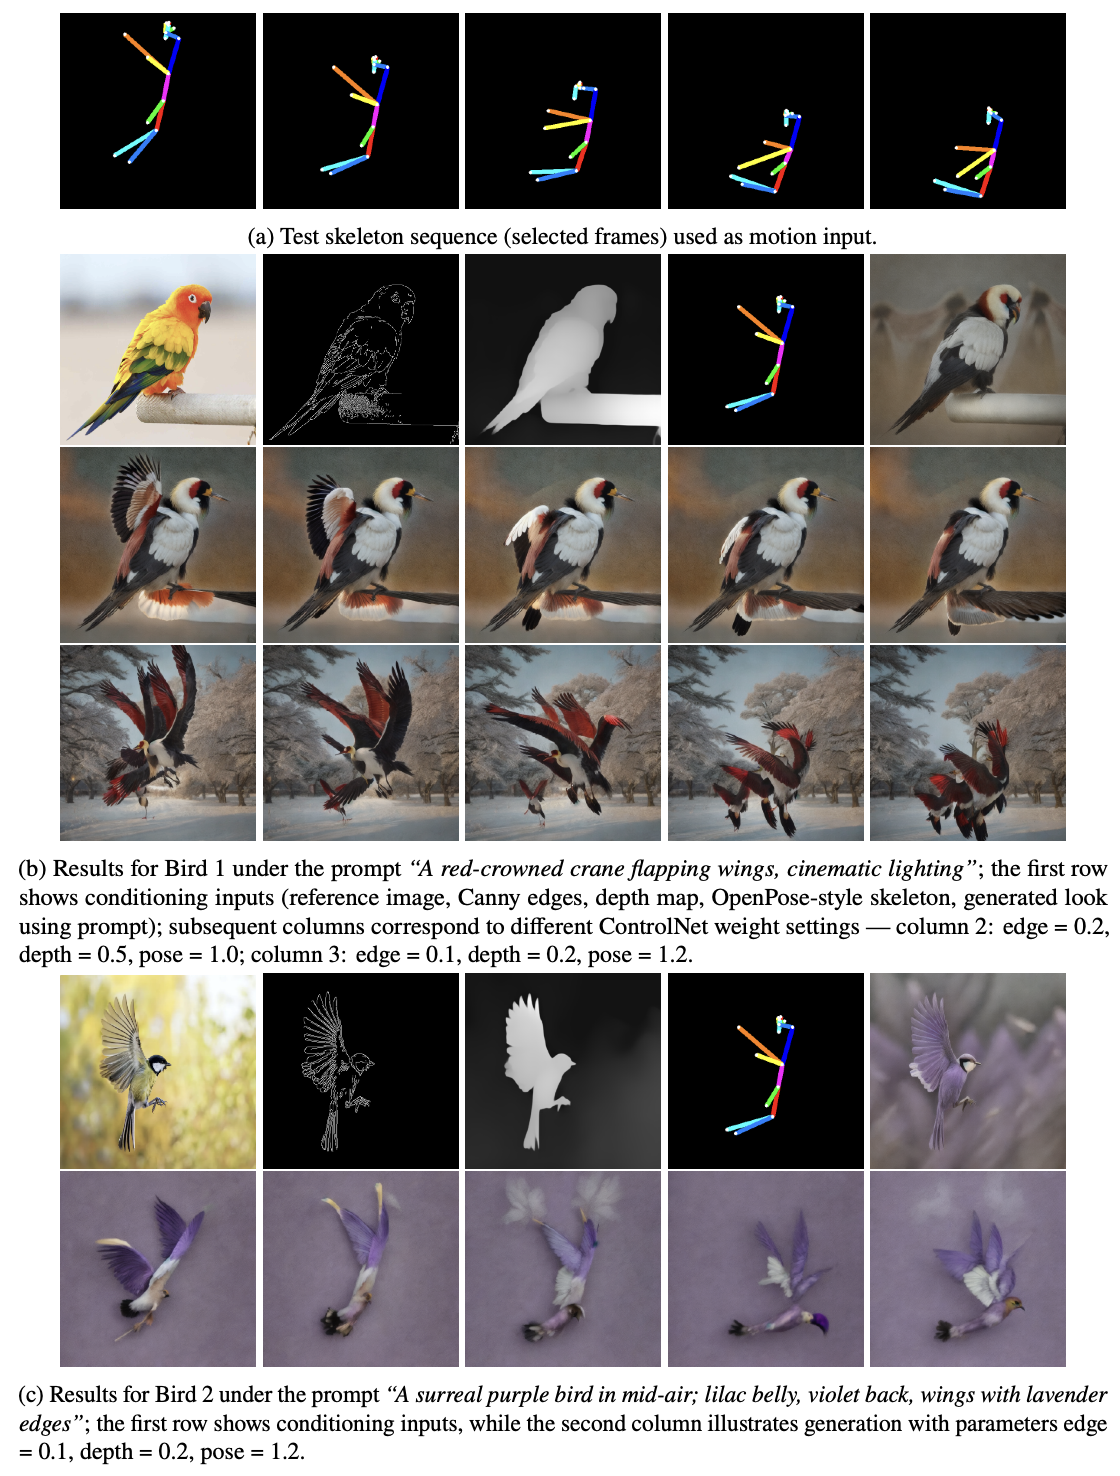 (a) Test skeleton sequence (selected frames) used as motion input.
(b) Results for Bird 1 under the prompt “A red-crowned crane flapping wings, cinematic lighting”; the first row
shows conditioning inputs (reference image, Canny edges, depth map, OpenPose-style skeleton, generated look
using prompt); subsequent columns correspond to different ControlNet weight settings — column 2: edge = 0.2,
depth = 0.5, pose = 1.0; column 3: edge = 0.1, depth = 0.2, pose = 1.2.
(c) Results for Bird 2 under the prompt “A surreal purple bird in mid-air; lilac belly, violet back, wings with lavender
edges”; the first row shows conditioning inputs, while the second column illustrates generation with parameters edge
= 0.1, depth = 0.2, pose = 1.2.